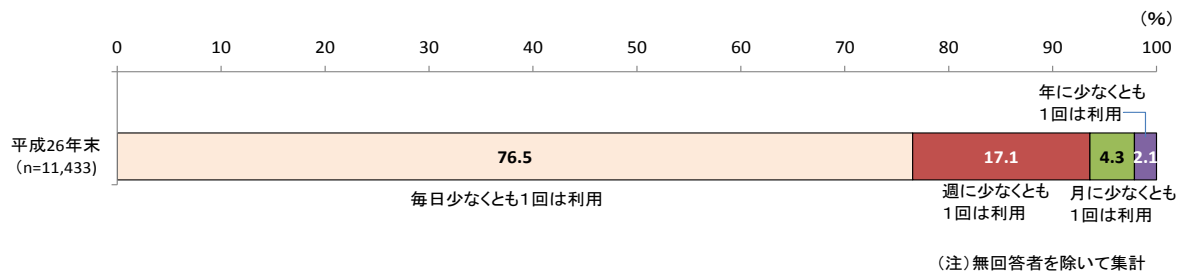 （%）
0 10 20 30 40 50 60 70 80 90 100
年に少なくとも
１回は利用
平成26年末
（n=11,433）
76.5 17.1 4.3 2.1
毎日少なくとも１回は利用
週に少なくとも
１回は利用
月に少なくとも
１回は利用
（注）無回答者を除いて集計